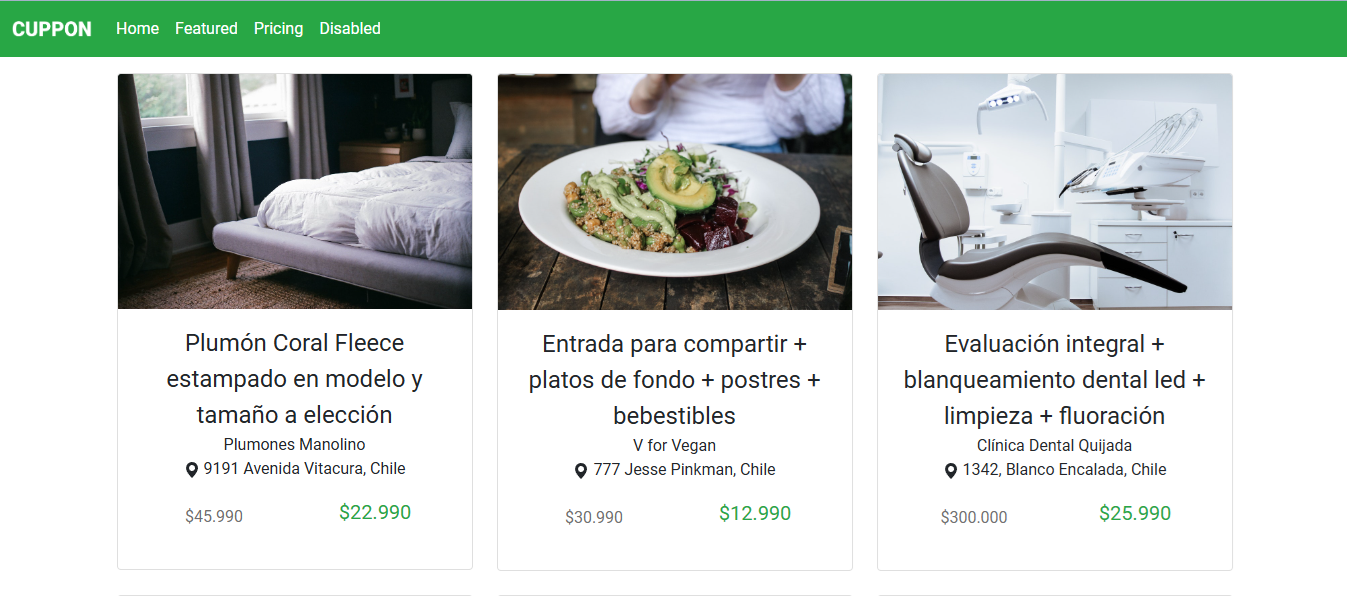 CUPPON Home Featured Pricing Disabled
Plumón Coral Fleece
estampado en modelo y
tamaño a elección
Plumones Manolino
9191 Avenida Vitacura, Chile
$45.990 $22.990
Entrada para compartir +
platos de fondo + postres +
bebestibles
V for Vegan
777 Jesse Pinkman, Chile
$30.990 $12.990
Evaluación integral +
blanqueamiento dental led +
limpieza + fluoración
Clínica Dental Quijada
1342, Blanco Encalada, Chile
$300.000 $25.990